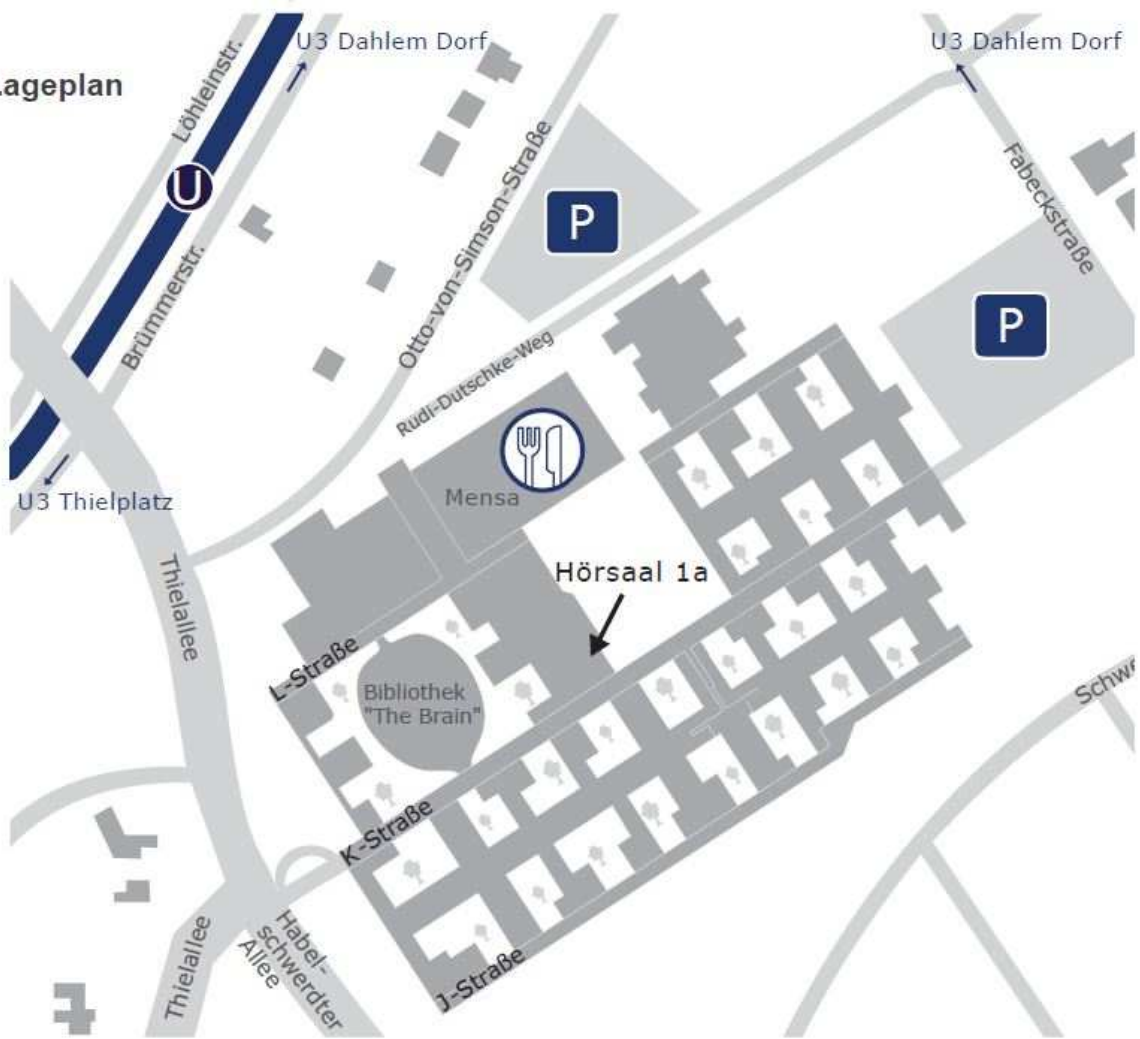 U3 Dahlem Dorf
U3 Dahlem Dorf
Lageplan
Löhleinstr.
U
P
Otto-von-Simson-Straße
Fabeckstraße
Brümmerstr.
P
Rudi-Dutschke-Weg
U3 Thielplatz
Mensa
Thielallee
Hörsaal 1a
L-Straße
Bibliothek
"The Brain"
Schwe
K-Straße
Thielallee
Habel-
schwerdter
Allee
J-Straße